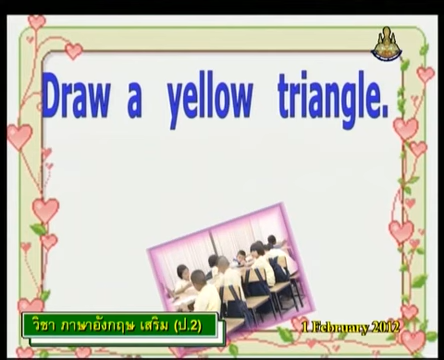 Draw a yellow triangle.
วิชา ภาษาอังกฤษ เสริม (ป.2)
1 February 2012